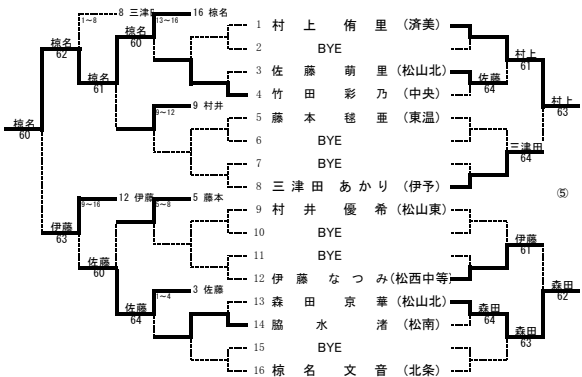 8 三津田
1～8
16 椋名
13～16
椋名
62
椋名
60
椋名
61
9 村井
9～12
椋名
60
12 伊藤
9～16
5 藤本
5～8
伊藤
63
佐藤
60
3 佐藤
1～4
佐藤
64
1 村上 侑里 (済美)
2 BYE
3 佐藤 萌里 (松山北)
4 竹田 彩乃 (中央)
5 藤本 毬亜 (東温)
6 BYE
7 BYE
8 三津田 あかり (伊予)
9 村井 優希 (松山東)
10 BYE
11 BYE
12 伊藤 なつみ (松西中等)
13 森田 京華 (松山北)
14 脇水 渚 (松南)
15 BYE
16 椋名 文音 (北条)
村上
61
佐藤
64
村上
63
三津田
64
⑤
伊藤
61
森田
62
森田
64
森田
63